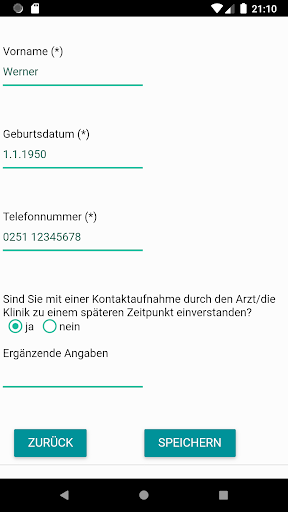 21:10
Vorname (*)
Werner
Geburtsdatum (*)
1.1.1950
Telefonnummer (*)
0251 12345678
Sind Sie mit einer Kontaktaufnahme durch den Arzt/die
Klinik zu einem späteren Zeitpunkt einverstanden?
ja nein
Ergänzende Angaben
ZURÜCK SPEICHERN